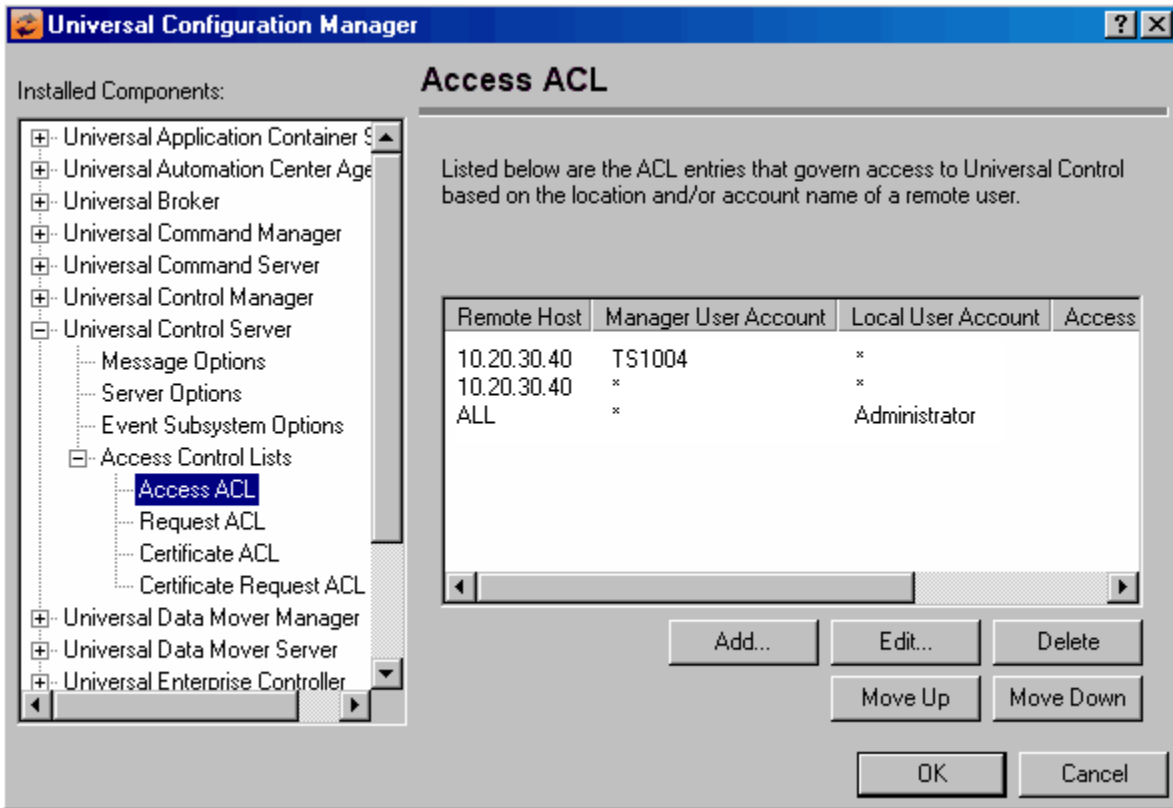 Universal Configuration Manager
Installed Components:
Universal Application Container S
Universal Automation Center Age
Universal Broker
Universal Command Manager
Universal Command Server
Universal Control Manager
Universal Control Server
Message Options
Server Options
Event Subsystem Options
Access Control Lists
Access ACL
Request ACL
Certificate ACL
Certificate Request ACL
Universal Data Mover Manager
Universal Data Mover Server
Universal Enterprise Controller
Access ACL
Listed below are the ACL entries that govern access to Universal Control
based on the location and/or account name of a remote user.
Remote Host Manager User Account Local User Account Access
10.20.30.40 TS1004 *
10.20.30.40 * *
ALL * Administrator
Add... Edit... Delete
Move Up Move Down
OK Cancel